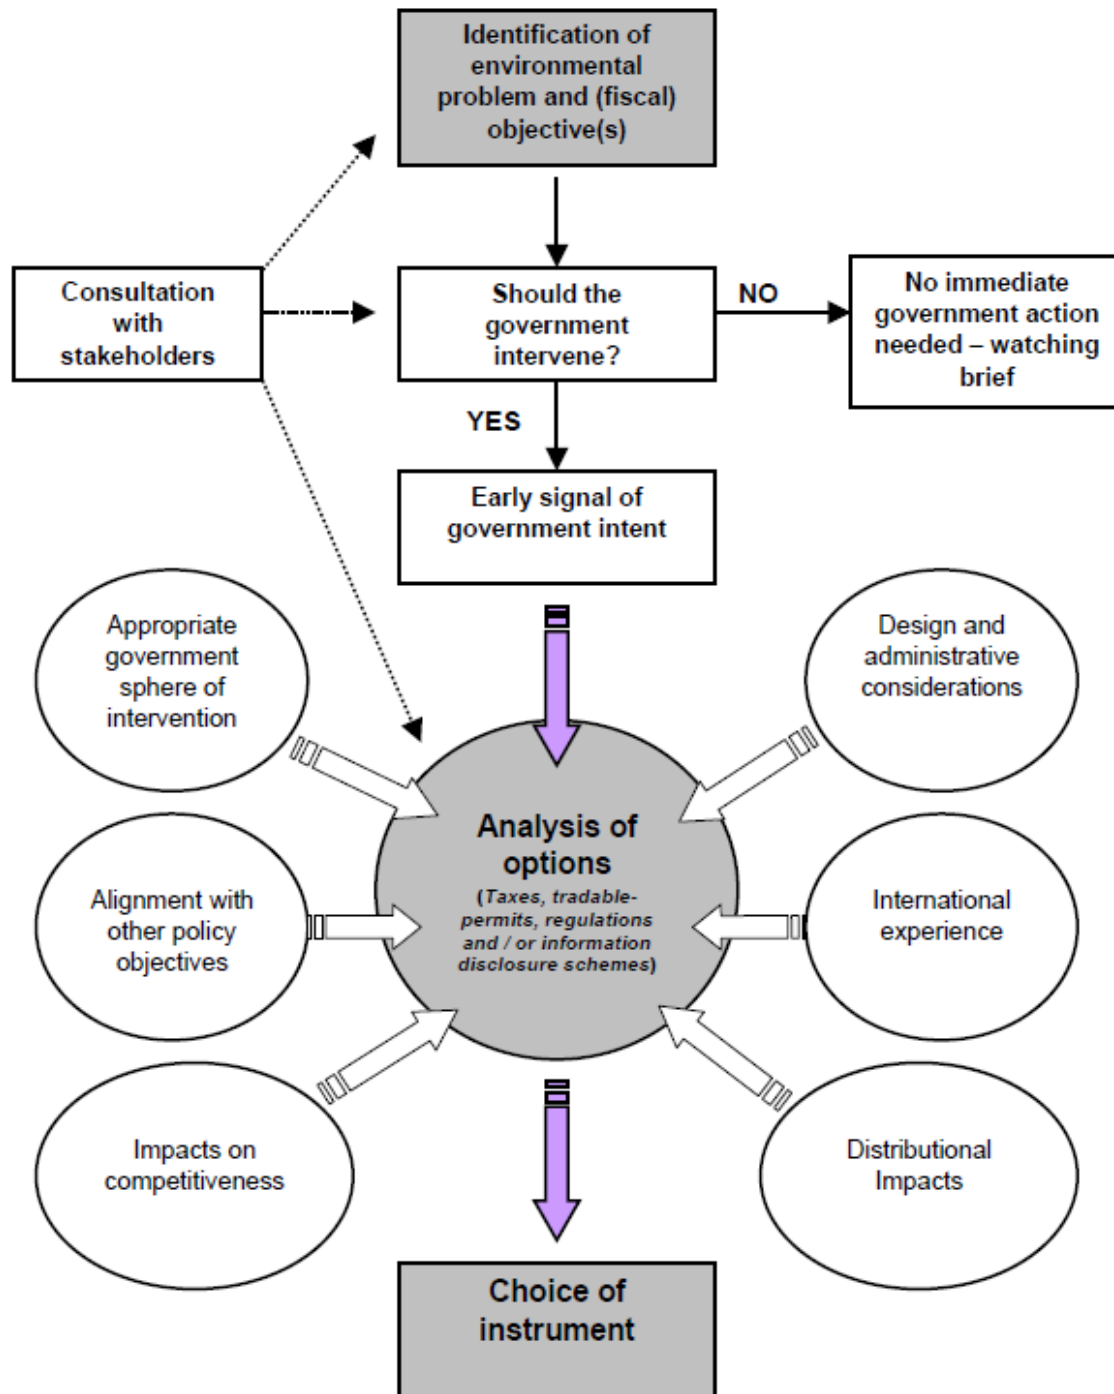 Identification of
environmental
problem and (fiscal)
objective(s)
Consultation
with
stakeholders
Should the
government
intervene?
NO
No immediate
government action
needed – watching
brief
YES
Early signal of
government intent
Appropriate
government
sphere of
intervention
Design and
administrative
considerations
Analysis of
options
(Taxes, tradable-
permits, regulations
and / or information
disclosure schemes)
Alignment with
other policy
objectives
International
experience
Impacts on
competitiveness
Distributional
Impacts
Choice of
instrument